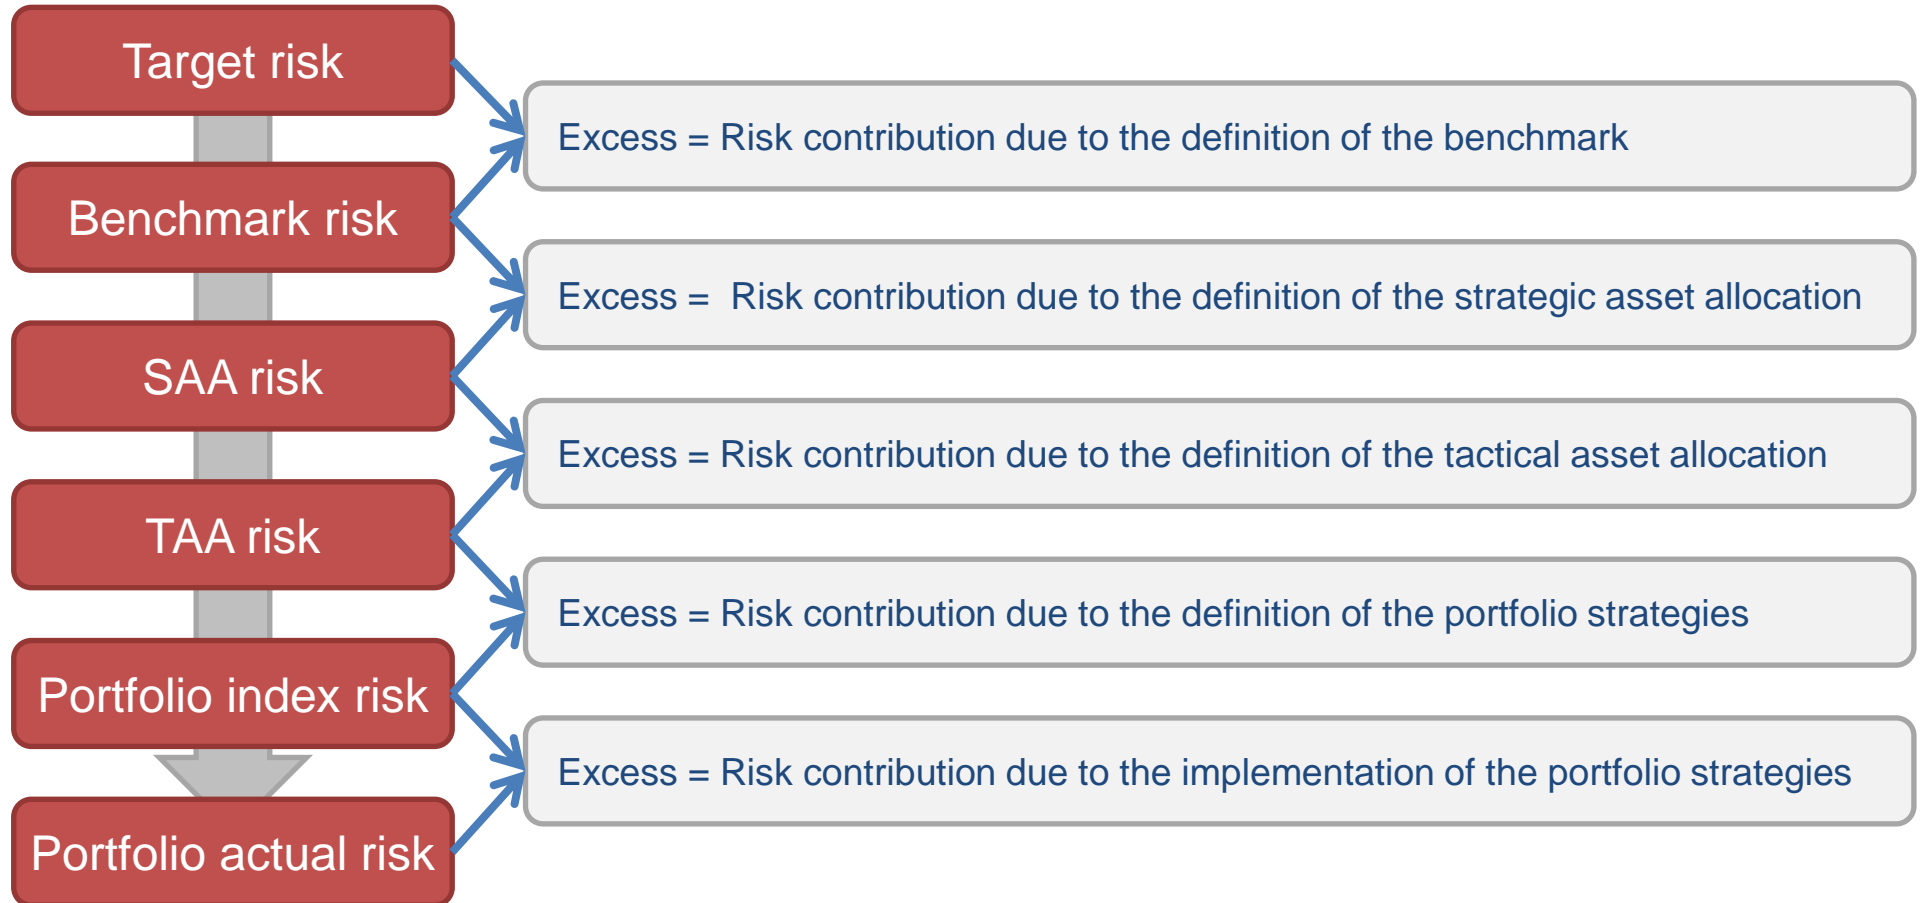 Target risk
Excess = Risk contribution due to the definition of the benchmark
Benchmark risk
Excess =  Risk contribution due to the definition of the strategic asset allocation
SAA risk
Excess = Risk contribution due to the definition of the tactical asset allocation
TAA risk
Excess = Risk contribution due to the definition of the portfolio strategies
Portfolio index risk
Excess = Risk contribution due to the implementation of the portfolio strategies
Portfolio actual risk